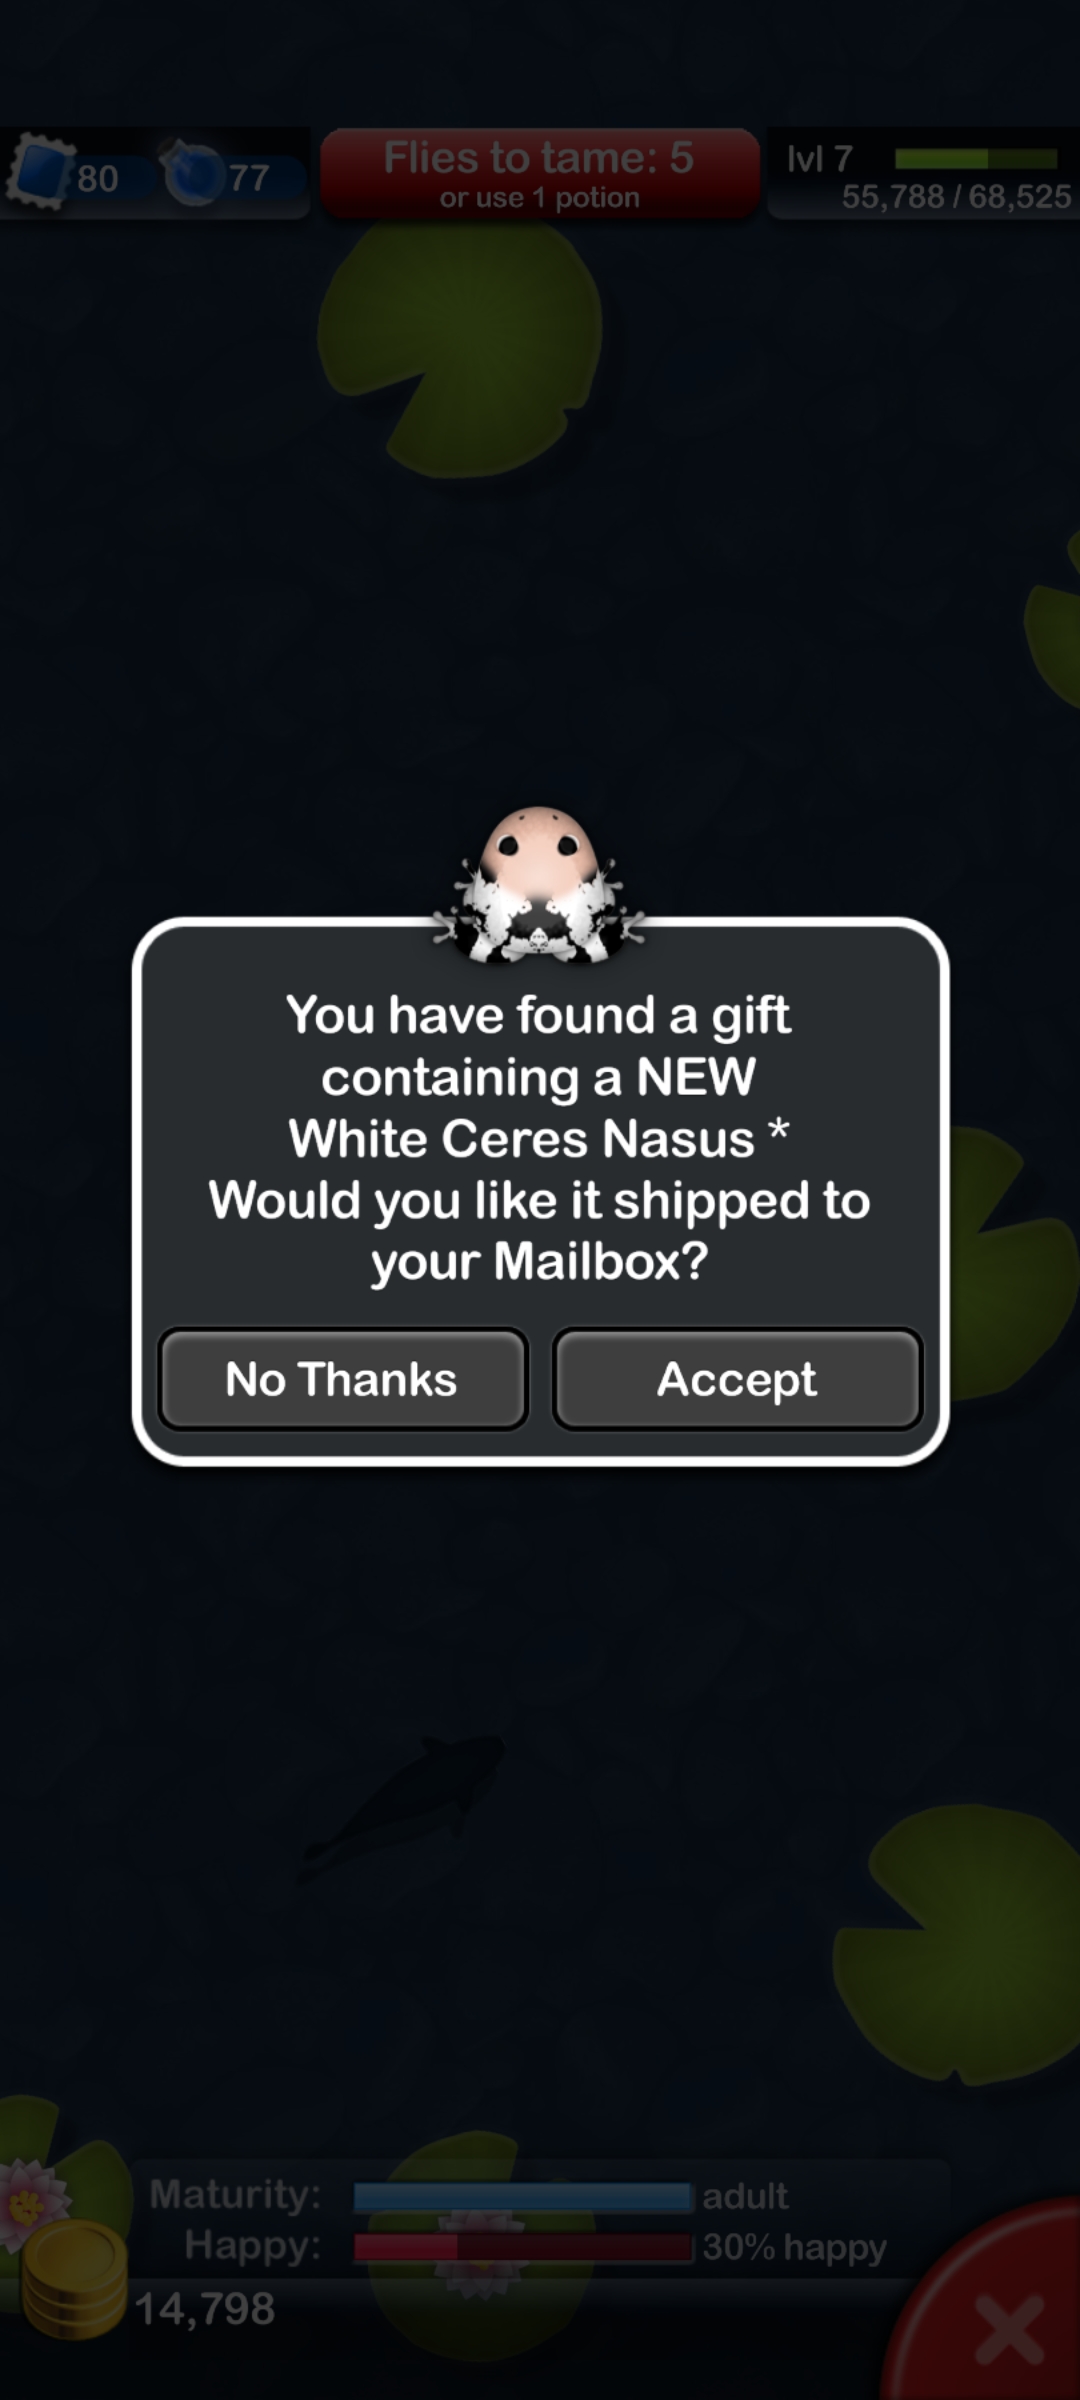 80
77
Flies to tame: 5
or use 1 potion
lvl 7
55,788 / 68,525
You have found a gift
containing a NEW
White Ceres Nasus *
Would you like it shipped to
your Mailbox?
No Thanks
Accept
Maturity:
adult
Happy:
30% happy
14,798